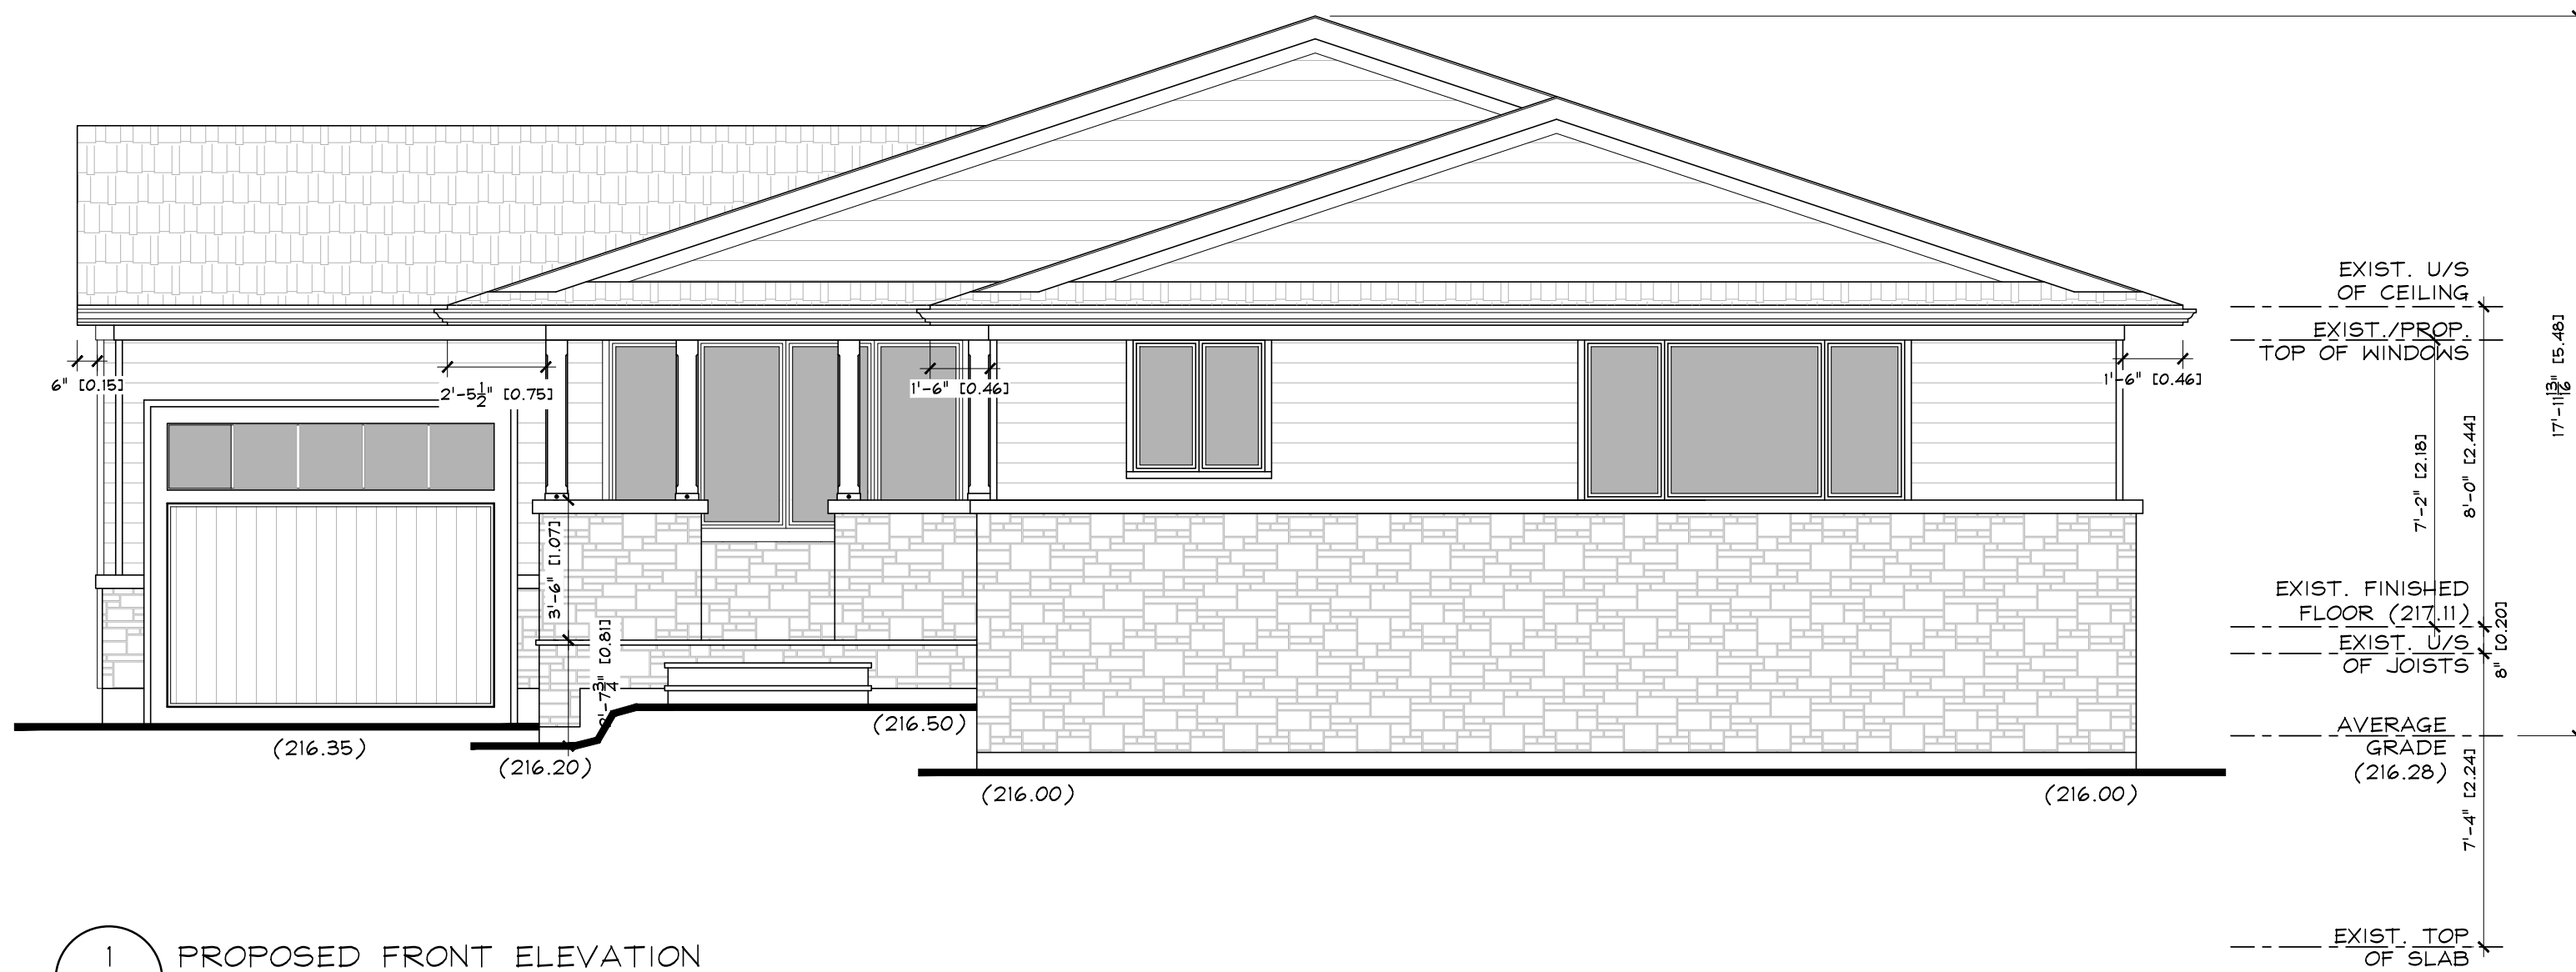 EXIST. U/S
OF CEILING
EXIST./PROP.
TOP OF WINDOWS
17'-11 13/16" [5.48]
6" [0.15]
2'-5 1/2" [0.75]
1'-6" [0.46]
1'-6" [0.46]
7'-2" [2.18]
8'-0" [2.44]
3'-6" [1.07]
EXIST. FINISHED
FLOOR (217.11)
8" [0.20]
EXIST. U/S
OF JOISTS
3/4" [0.81]
(216.50)
(216.35)
(216.20)
(216.00)
(216.00)
AVERAGE
GRADE
(216.28)
7'-4" [2.24]
EXIST. TOP
OF SLAB
1
PROPOSED FRONT ELEVATION